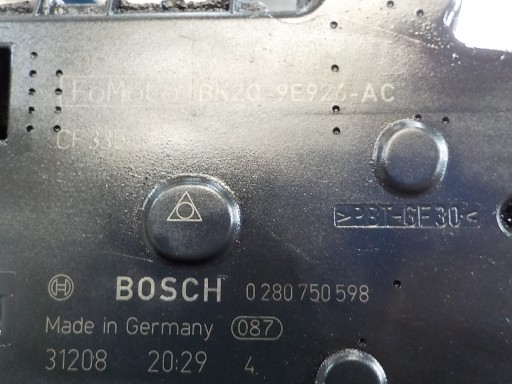 FoMoCo BK2Q-9E926-AC
>PBT-GF30<
BOSCH 0 280 750 598
Made in Germany 087
31208 20:29 4